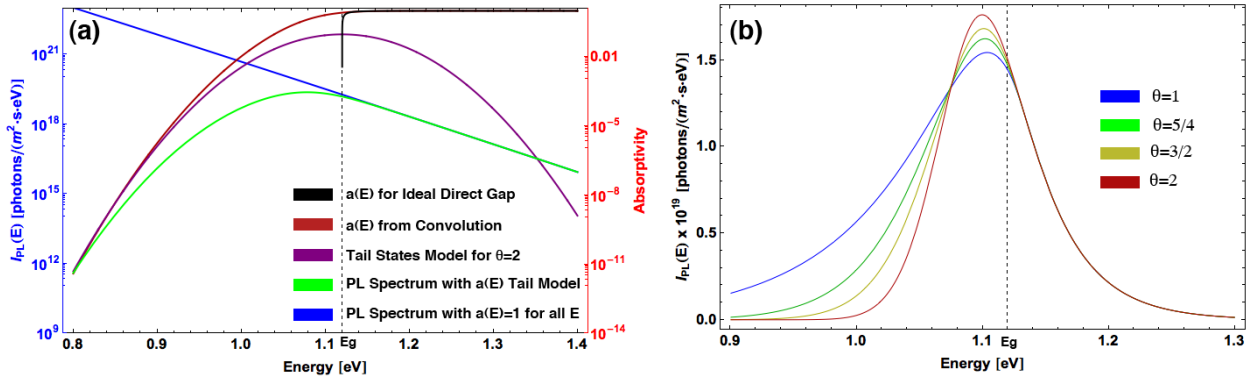 (a)
10^21
10^18
10^15
10^12
10^9
I_PL(E) [photons/(m²·s·eV)]
0.01
10^-5
10^-8
10^-11
10^-14
Absorptivity
a(E) for Ideal Direct Gap
a(E) from Convolution
Tail States Model for θ=2
PL Spectrum with a(E) Tail Model
PL Spectrum with a(E)=1 for all E
0.8 0.9 1.0 1.1 Eg 1.2 1.3 1.4
Energy [eV]
(b)
1.5
1.0
0.5
0.0
I_PL(E) x 10^19 [photons/(m²·s·eV)]
θ=1
θ=5/4
θ=3/2
θ=2
0.9 1.0 1.1 Eg 1.2 1.3
Energy [eV]